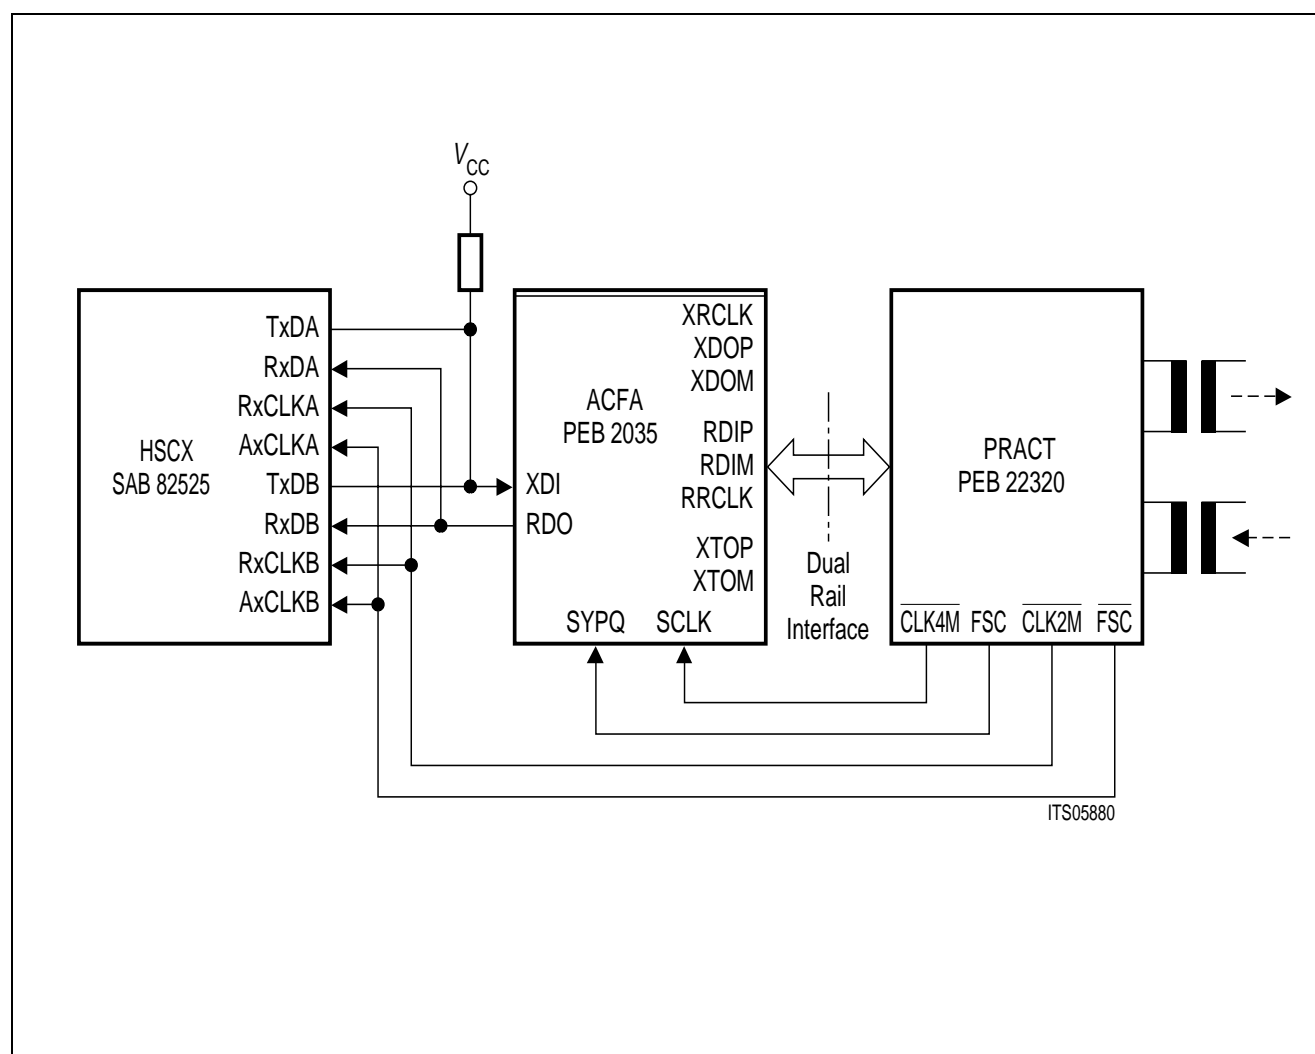 VCC
TxDA
RxDA
RxCLKA
AxCLKA
TxDB
RxDB
RxCLKB
AxCLKB
HSCX
SAB 82525
XRCLK
XDOP
XDOM
ACFA
PEB 2035
RDIP
RDIM
RRCLK
XDI
RDO
XTOP
XTOM
SYPQ SCLK
Dual
Rail
Interface
PRACT
PEB 22320
CLK4M FSC CLK2M FSC
ITS05880